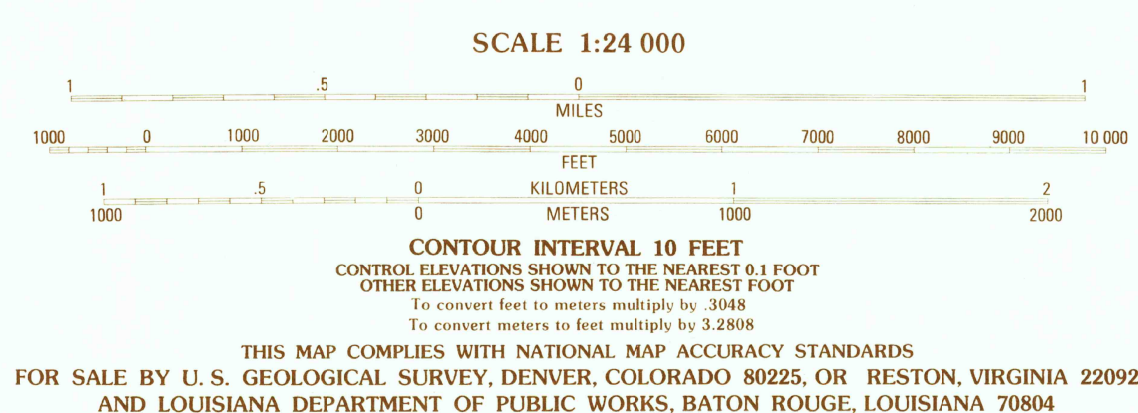 SCALE 1:24 000
1 .5 0 1
MILES
1000 0 1000 2000 3000 4000 5000 6000 7000 8000 9000 10 000
FEET
1 .5 0 KILOMETERS 1 2
1000 0 METERS 1000 2000
CONTOUR INTERVAL 10 FEET
CONTROL ELEVATIONS SHOWN TO THE NEAREST 0.1 FOOT
OTHER ELEVATIONS SHOWN TO THE NEAREST FOOT
To convert feet to meters multiply by .3048
To convert meters to feet multiply by 3.2808
THIS MAP COMPLIES WITH NATIONAL MAP ACCURACY STANDARDS
FOR SALE BY U. S. GEOLOGICAL SURVEY, DENVER, COLORADO 80225, OR RESTON, VIRGINIA 22092
AND LOUISIANA DEPARTMENT OF PUBLIC WORKS, BATON ROUGE, LOUISIANA 70804